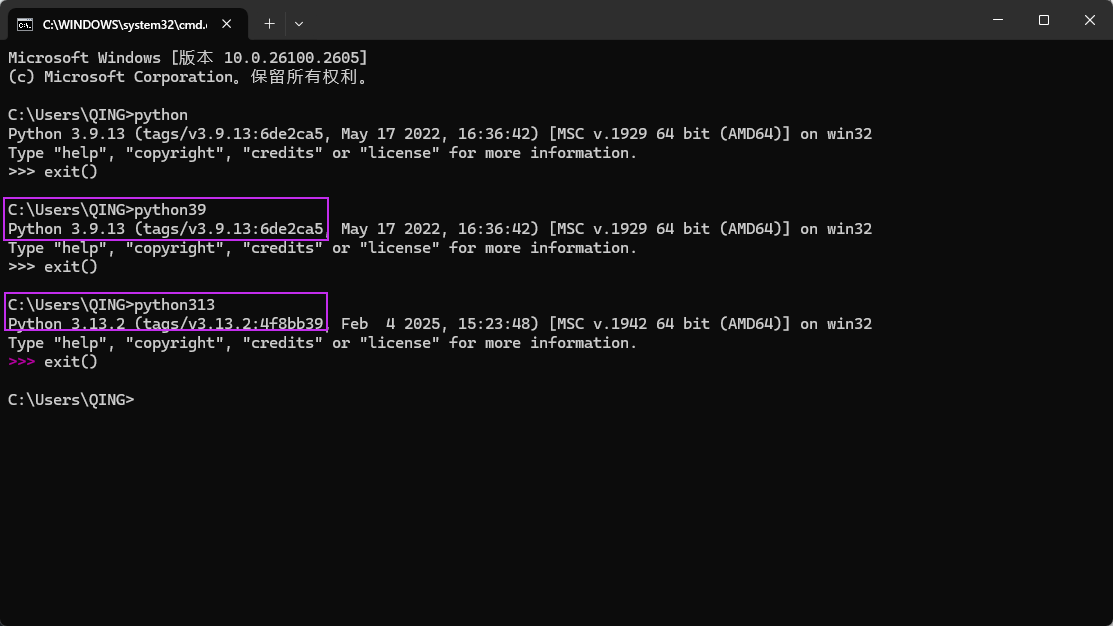 C:\WINDOWS\system32\cmd.
Microsoft Windows [版本 10.0.26100.2605]
(c) Microsoft Corporation。保留所有权利。
C:\Users\QING>python
Python 3.9.13 (tags/v3.9.13:6de2ca5, May 17 2022, 16:36:42) [MSC v.1929 64 bit (AMD64)] on win32
Type "help", "copyright", "credits" or "license" for more information.
>>> exit()
C:\Users\QING>python39
Python 3.9.13 (tags/v3.9.13:6de2ca5, May 17 2022, 16:36:42) [MSC v.1929 64 bit (AMD64)] on win32
Type "help", "copyright", "credits" or "license" for more information.
>>> exit()
C:\Users\QING>python313
Python 3.13.2 (tags/v3.13.2:4f8bb39, Feb  4 2025, 15:23:48) [MSC v.1942 64 bit (AMD64)] on win32
Type "help", "copyright", "credits" or "license" for more information.
>>> exit()
C:\Users\QING>